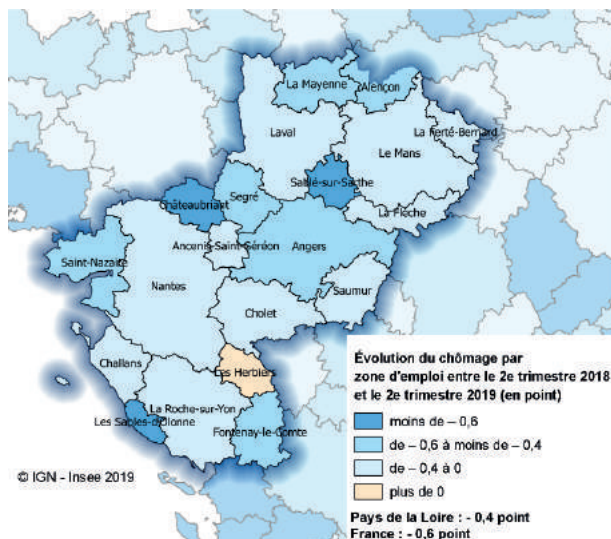 La Mayenne
Alençon
Laval
La Ferté-Bernard
Le Mans
Sablé-sur-Sarthe
Châteaubriant
Segré
La Flèche
Ancenis-Saint-Géréon
Angers
Saint-Nazaire
Nantes
Saumur
Cholet
Challans
Les Herbiers
La Roche-sur-Yon
Les Sables-d'Olonne
Fontenay-le-Comte
© IGN - Insee 2019
Évolution du chômage par
zone d'emploi entre le 2e trimestre 2018
et le 2e trimestre 2019 (en point)
moins de – 0,6
de – 0,6 à moins de – 0,4
de – 0,4 à 0
plus de 0
Pays de la Loire : - 0,4 point
France : - 0,6 point